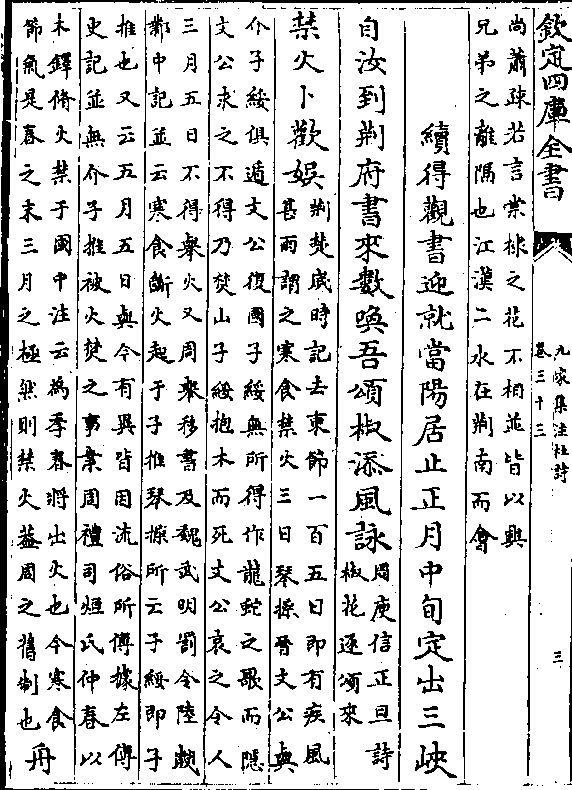 欽定四庫全書
九家集注杜詩
卷三十三
三
尚蕭疎若言棠棣之花不相並皆以興
兄弟之離隔也江漢二水在荆南而會
續得觀書迎就當陽居止正月中旬定出三峽
自汝到荆府書來數喚吾頌椒添風詠
周庾信正旦詩
椒花逐頌來
禁火卜歡娛
荆楚歲時記去冬節一百五日即有疾風
甚雨謂之寒食禁火三日琴操晉文公與
介子綏俱遁文公復國子綏無所得作龍蛇之歌而隱
文公求之不得乃焚山子綏抱木而死文公哀之令人
三月五日不得舉火又周舉移書及魏武明罰令陸翽
鄴中記並云寒食斷火起于子推琴操所云子綏即子
推也又云五月五日與今有異皆因流俗所傳據左傳
史記並無介子推被火焚之事案周禮司烜氏仲春以
木鐸脩火禁于國中注云為季春將出火也今寒食
節氣是春之末三月之極然則禁火葢周之舊制也
舟